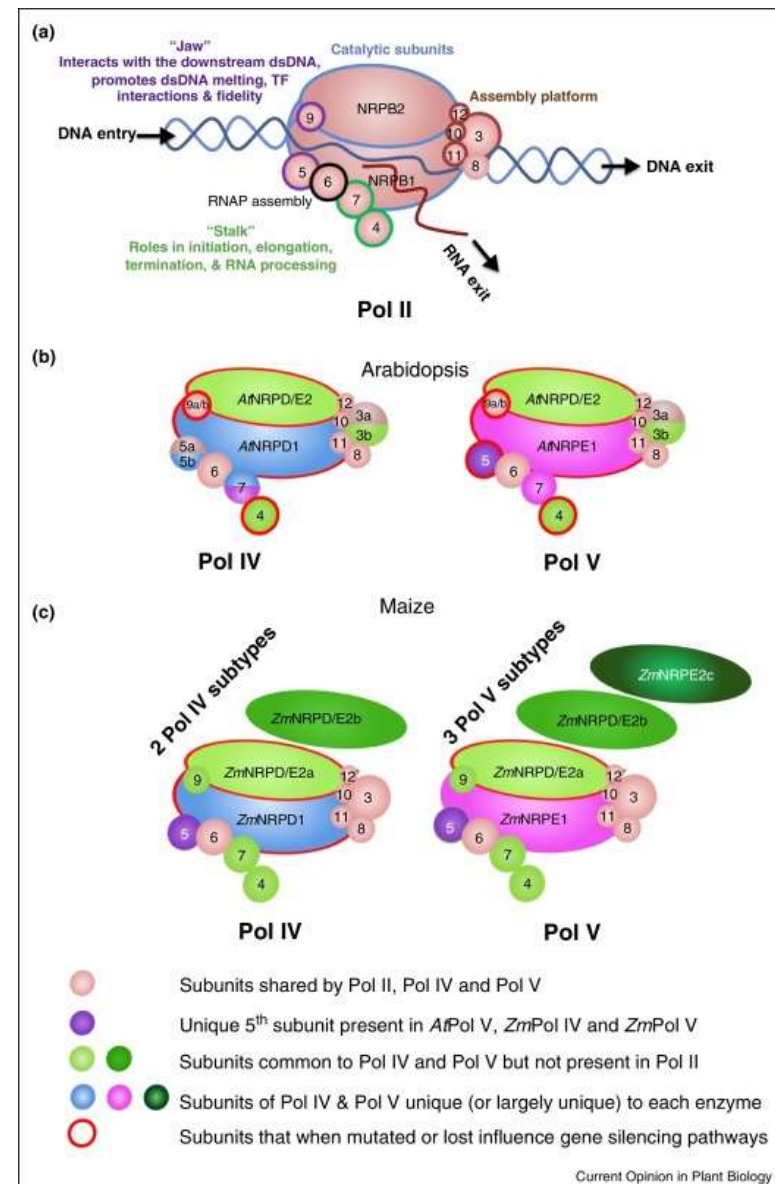 (a)
“Jaw”
Interacts with the downstream dsDNA,
promotes dsDNA melting, TF
interactions & fidelity
Catalytic subunits
NRPB2
Assembly platform
9
12
10
3
11
8
DNA entry
DNA exit
5
6
NRPB1
RNAP assembly
7
4
“Stalk”
Roles in initiation, elongation,
termination, & RNA processing
RNA exit
Pol II
(b)
Arabidopsis
9a/b
AtNRPD/E2
12
10
3a
3b
AtNRPD1
11
8
5a
5b
6
7
4
Pol IV
9a/b
AtNRPD/E2
12
10
3a
3b
AtNRPE1
11
8
5
6
7
4
Pol V
(c)
Maize
2 Pol IV subtypes
ZmNRPD/E2b
9
ZmNRPD/E2a
12
10
3
ZmNRPD1
11
8
5
6
7
4
Pol IV
3 Pol V subtypes
ZmNRPE2c
ZmNRPD/E2b
9
ZmNRPD/E2a
12
10
3
ZmNRPE1
11
8
5
6
7
4
Pol V
Subunits shared by Pol II, Pol IV and Pol V
Unique 5th subunit present in AtPol V, ZmPol IV and ZmPol V
Subunits common to Pol IV and Pol V but not present in Pol II
Subunits of Pol IV & Pol V unique (or largely unique) to each enzyme
Subunits that when mutated or lost influence gene silencing pathways
Current Opinion in Plant Biology